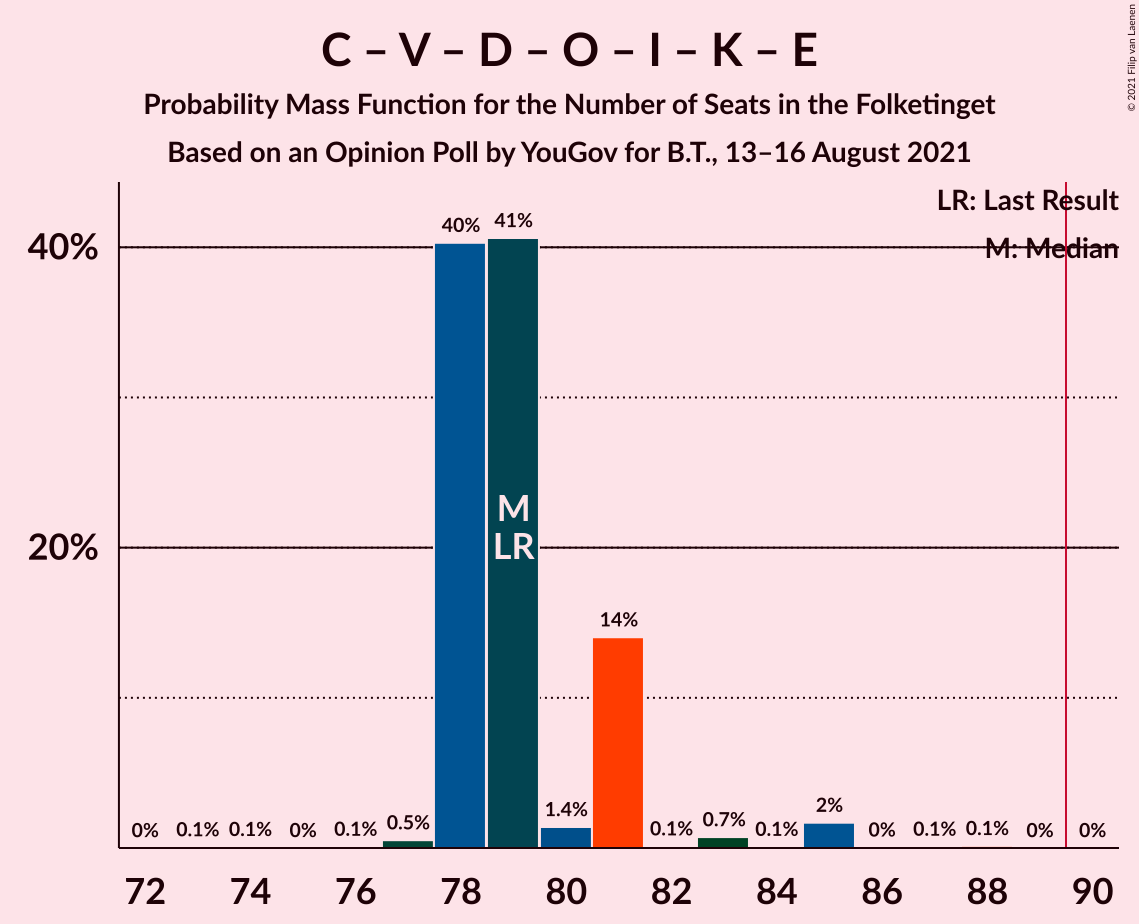 C – V – D – O – I – K – E
Probability Mass Function for the Number of Seats in the Folketinget
Based on an Opinion Poll by YouGov for B.T., 13–16 August 2021
© 2021 Filip van Laenen
LR: Last Result
M: Median
40%
20%
0%
0.1%
0.1%
0%
0.1%
0.5%
40%
41%
1.4%
14%
0.1%
0.7%
0.1%
2%
0%
0.1%
0.1%
0%
0%
M
LR
72 74 76 78 80 82 84 86 88 90